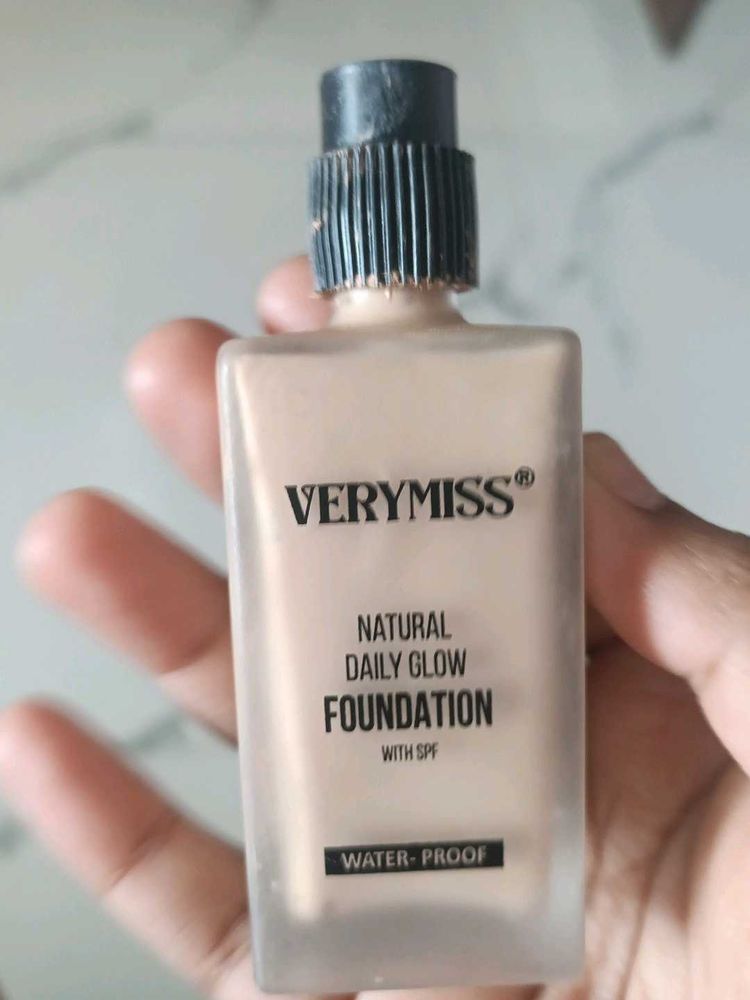 VERYMISS®
NATURAL
DAILY GLOW
FOUNDATION
WITH SPF
WATER- PROOF